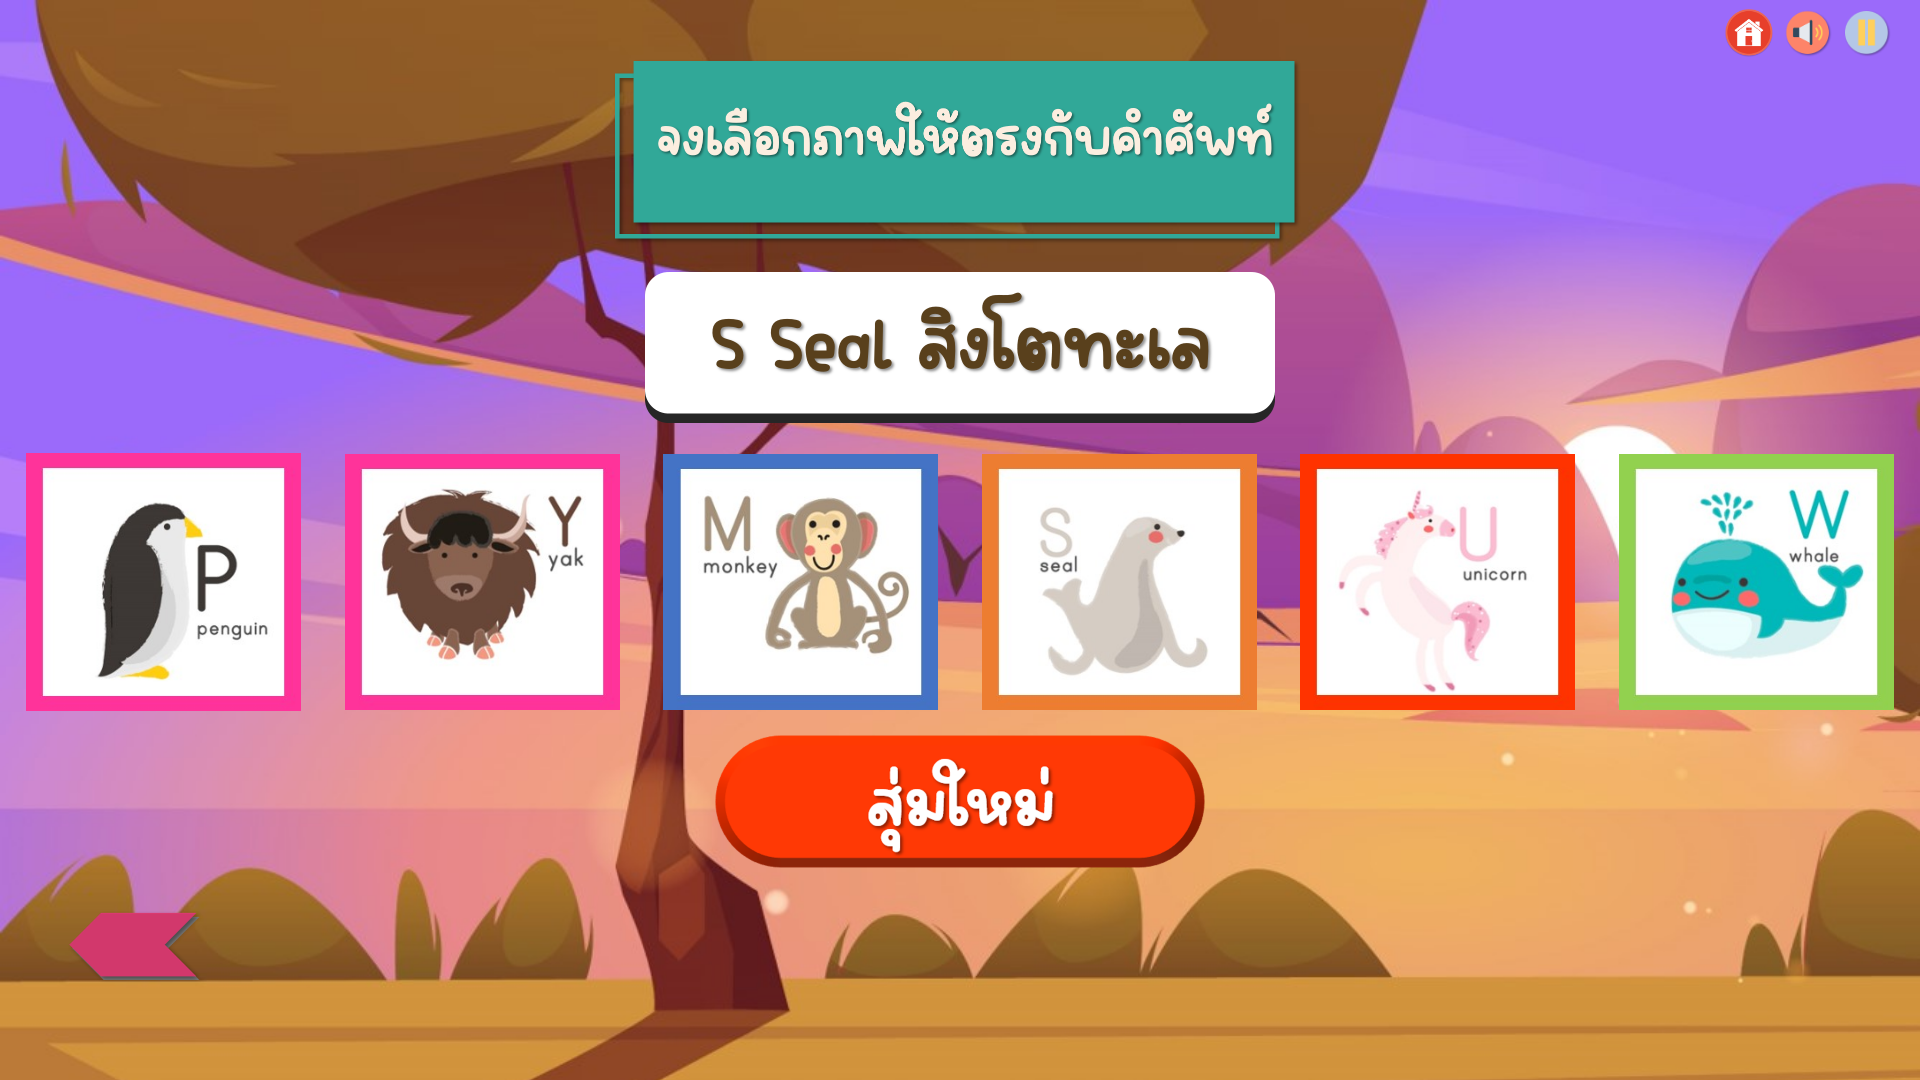 จงเลือกภาพให้ตรงกับคำศัพท์
S Seal สิงโตทะเล
P
penguin
Y
yak
M
monkey
S
seal
U
unicorn
W
whale
สุ่มใหม่